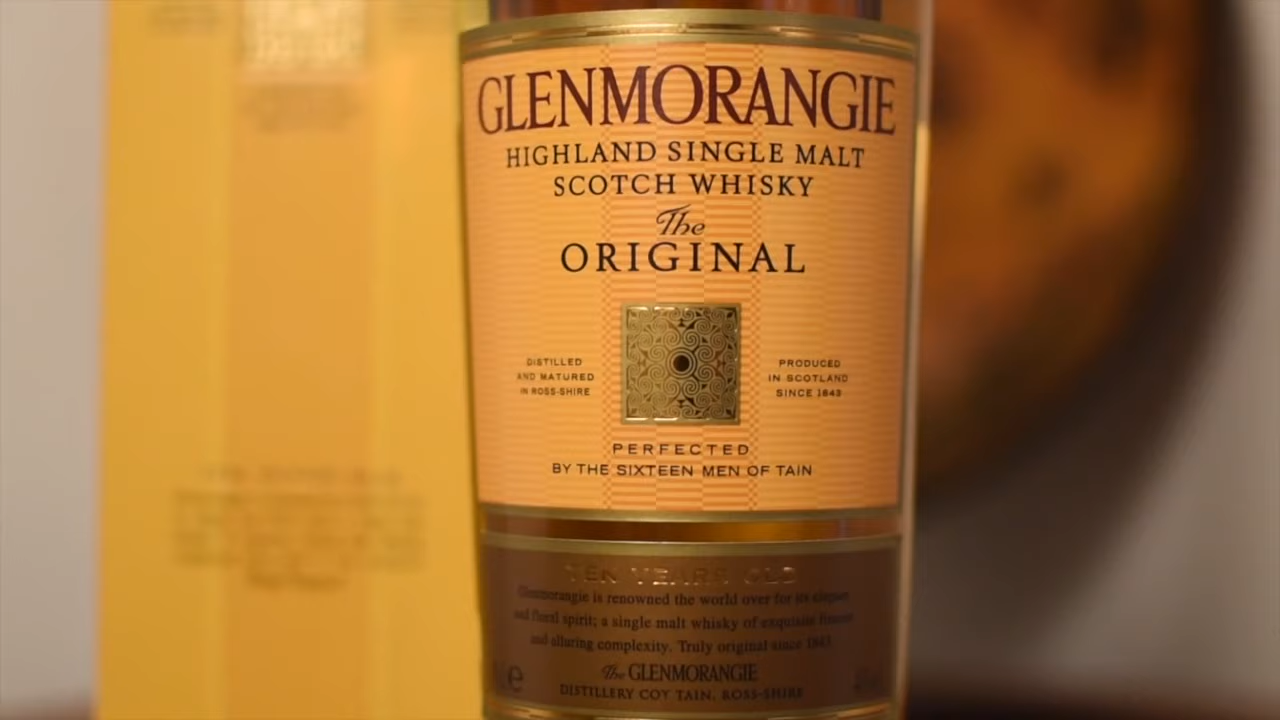 GLENMORANGIE
HIGHLAND SINGLE MALT
SCOTCH WHISKY
The
ORIGINAL
DISTILLED
AND MATURED
IN ROSS-SHIRE
PRODUCED
IN SCOTLAND
SINCE 1843
PERFECTED
BY THE SIXTEEN MEN OF TAIN
TEN YEARS OLD
Glenmorangie is renowned the world over for its elegant
and floral spirit; a single malt whisky of exquisite finesse
and alluring complexity. Truly original since 1843.
The GLENMORANGIE
DISTILLERY COY TAIN, ROSS-SHIRE